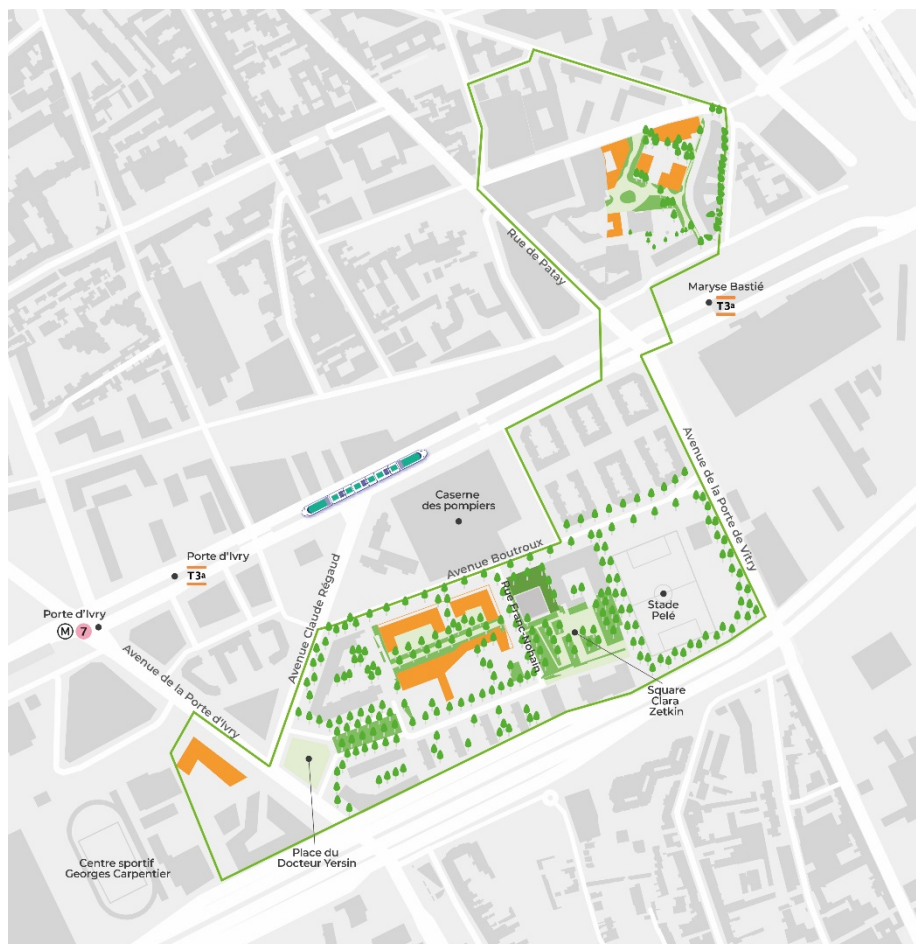 Rue de Patay
Maryse Bastié
T3a
Avenue de la Porte de Vitry
Caserne
des pompiers
Avenue Boutroux
Porte d'Ivry
T3a
Avenue Claude Régaud
Rue Franc-Nohain
Stade
Pelé
Porte d'Ivry
M 7
Avenue de la Porte d'Ivry
Square
Clara
Zetkin
Place du
Docteur Yersin
Centre sportif
Georges Carpentier